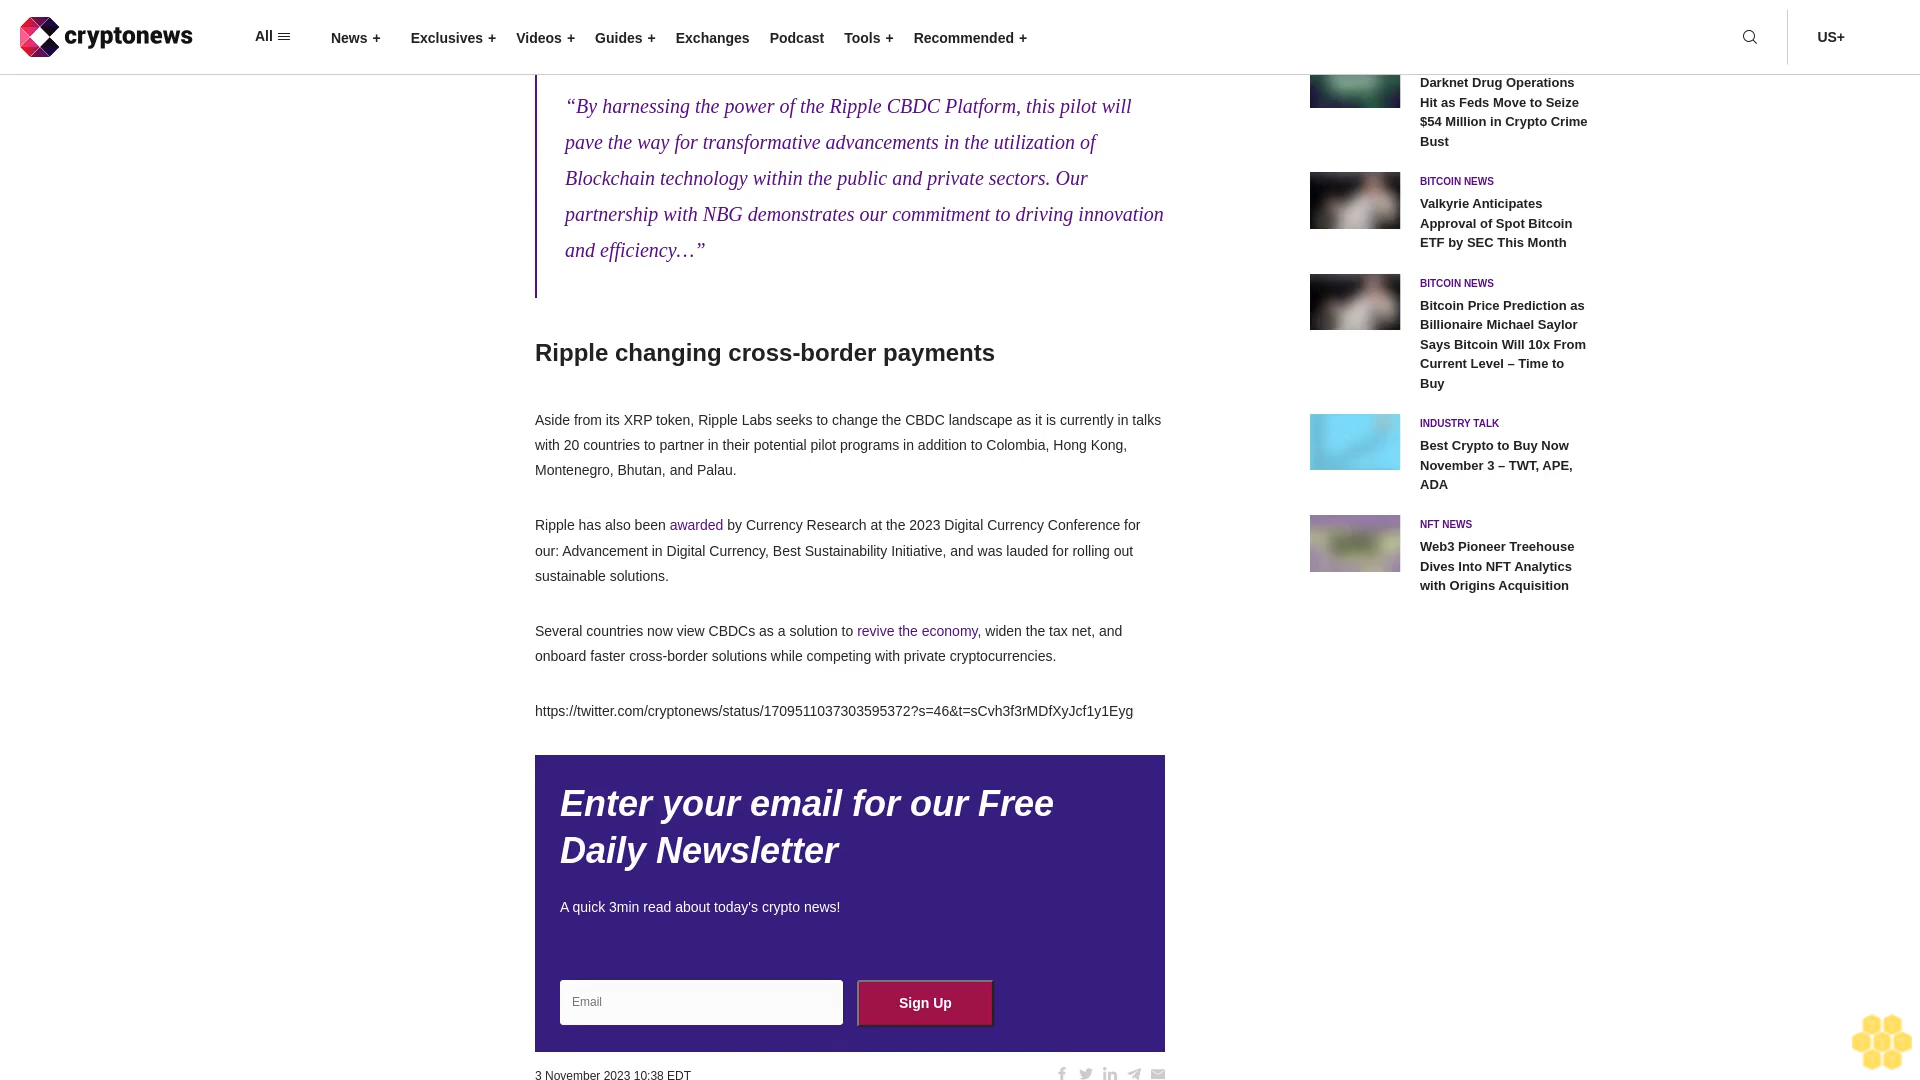 cryptonews
All
News +
Exclusives +
Videos +
Guides +
Exchanges
Podcast
Tools +
Recommended +
US+
“By harnessing the power of the Ripple CBDC Platform, this pilot will
pave the way for transformative advancements in the utilization of
Blockchain technology within the public and private sectors. Our
partnership with NBG demonstrates our commitment to driving innovation
and efficiency…”
Ripple changing cross-border payments
Aside from its XRP token, Ripple Labs seeks to change the CBDC landscape as it is currently in talks
with 20 countries to partner in their potential pilot programs in addition to Colombia, Hong Kong,
Montenegro, Bhutan, and Palau.
Ripple has also been awarded by Currency Research at the 2023 Digital Currency Conference for
our: Advancement in Digital Currency, Best Sustainability Initiative, and was lauded for rolling out
sustainable solutions.
Several countries now view CBDCs as a solution to revive the economy, widen the tax net, and
onboard faster cross-border solutions while competing with private cryptocurrencies.
https://twitter.com/cryptonews/status/1709511037303595372?s=46&t=sCvh3f3rMDfXyJcf1y1Eyg
Enter your email for our Free
Daily Newsletter
A quick 3min read about today's crypto news!
Email
Sign Up
3 November 2023 10:38 EDT
Darknet Drug Operations
Hit as Feds Move to Seize
$54 Million in Crypto Crime
Bust
BITCOIN NEWS
Valkyrie Anticipates
Approval of Spot Bitcoin
ETF by SEC This Month
BITCOIN NEWS
Bitcoin Price Prediction as
Billionaire Michael Saylor
Says Bitcoin Will 10x From
Current Level – Time to
Buy
INDUSTRY TALK
Best Crypto to Buy Now
November 3 – TWT, APE,
ADA
NFT NEWS
Web3 Pioneer Treehouse
Dives Into NFT Analytics
with Origins Acquisition